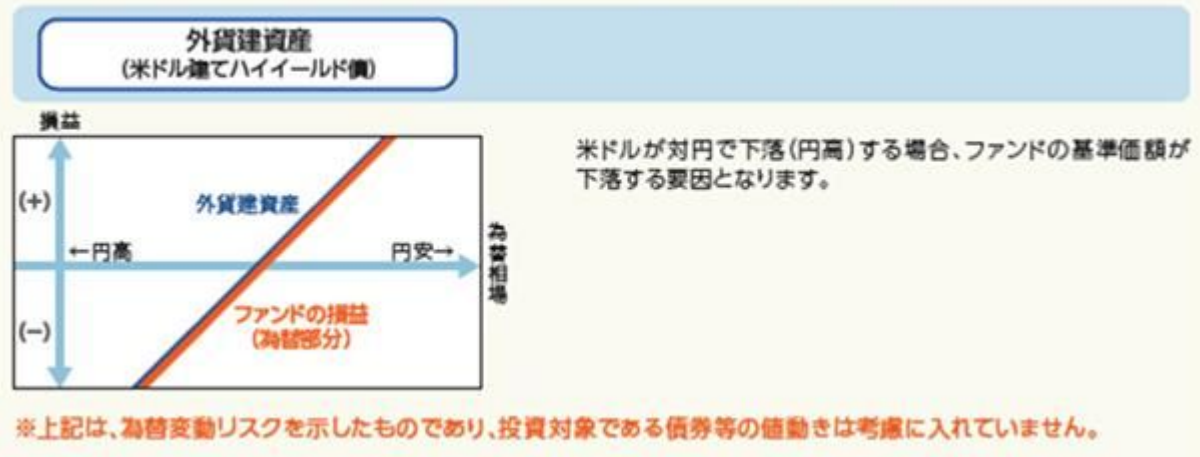 外貨建資産
(米ドル建てハイイールド債)
損益
(+)
外貨建資産
←円高
円安→
為替相場
ファンドの損益
(為替部分)
(−)
米ドルが対円で下落(円高)する場合、ファンドの基準価額が
下落する要因となります。
※上記は、為替変動リスクを示したものであり、投資対象である債券等の値動きは考慮に入れていません。